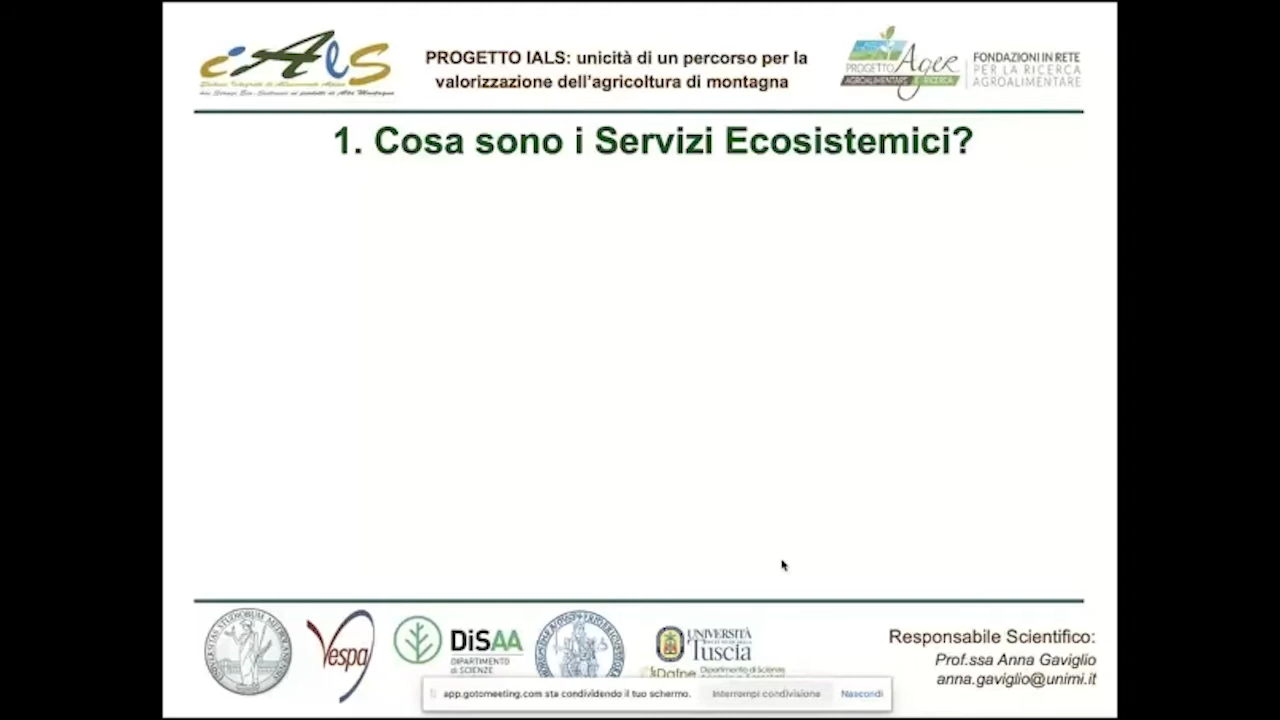 iAlS
PROGETTO IALS: unicità di un percorso per la
valorizzazione dell'agricoltura di montagna
PROGETTO Ager
AGROALIMENTARE E RICERCA
FONDAZIONI IN RETE
PER LA RICERCA
AGROALIMENTARE
1. Cosa sono i Servizi Ecosistemici?
Vespa
DiSAA
DIPARTIMENTO
di SCIENZE
UNIVERSITÀ
Tuscia
Dafne
Responsabile Scientifico:
Prof.ssa Anna Gaviglio
anna.gaviglio@unimi.it
app.gotomeeting.com sta condividendo il tuo schermo.
Interrompi condivisione
Nascondi